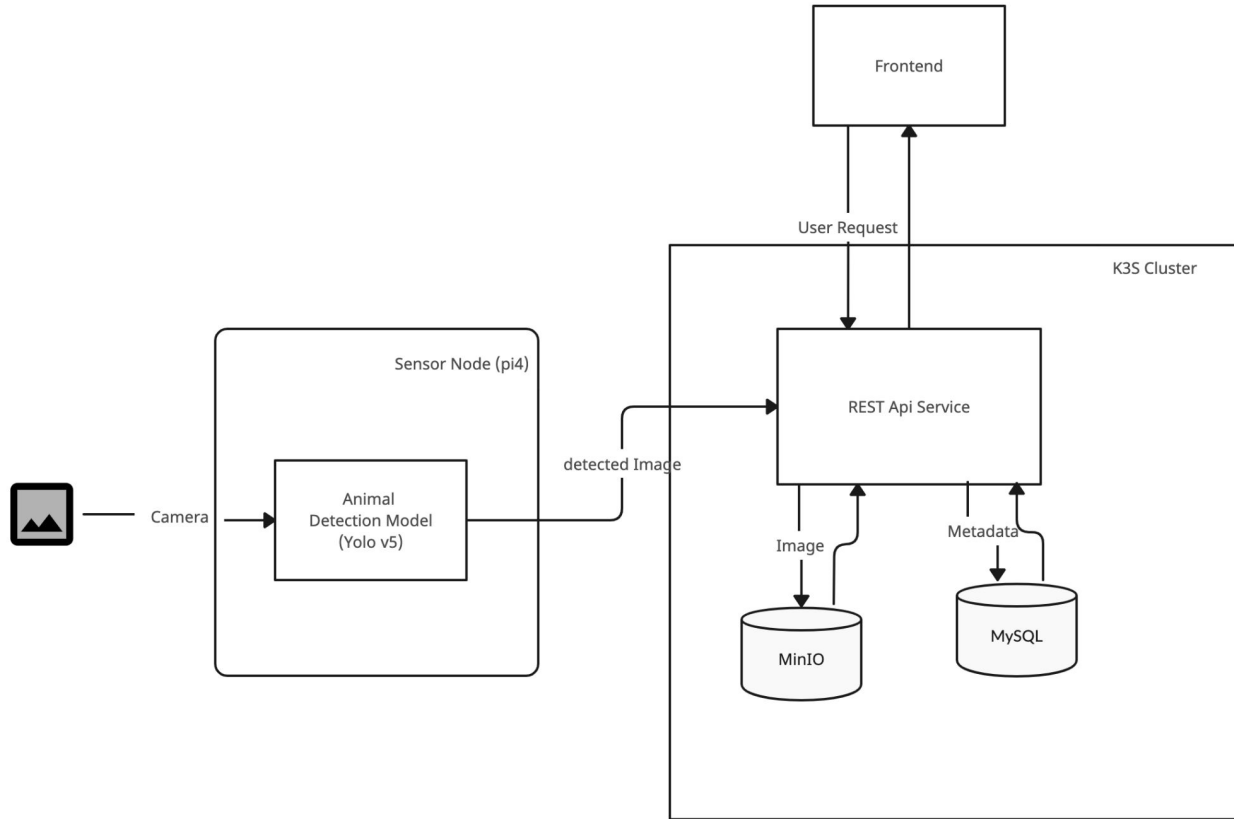 Frontend
User Request
K3S Cluster
Sensor Node (pi4)
REST Api Service
detected Image
Animal
Detection Model
(Yolo v5)
Camera
Image
Metadata
MinIO
MySQL